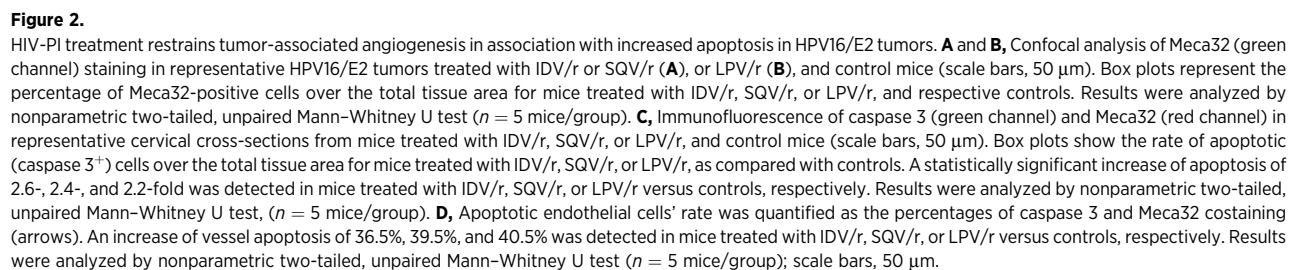 Figure 2.
HIV-PI treatment restrains tumor-associated angiogenesis in association with increased apoptosis in HPV16/E2 tumors. A and B, Confocal analysis of Meca32 (green
channel) staining in representative HPV16/E2 tumors treated with IDV/r or SQV/r (A), or LPV/r (B), and control mice (scale bars, 50 μm). Box plots represent the
percentage of Meca32-positive cells over the total tissue area for mice treated with IDV/r, SQV/r, or LPV/r, and respective controls. Results were analyzed by
nonparametric two-tailed, unpaired Mann–Whitney U test (n = 5 mice/group). C, Immunofluorescence of caspase 3 (green channel) and Meca32 (red channel) in
representative cervical cross-sections from mice treated with IDV/r, SQV/r, or LPV/r, and control mice (scale bars, 50 μm). Box plots show the rate of apoptotic
(caspase 3⁺) cells over the total tissue area for mice treated with IDV/r, SQV/r, or LPV/r, as compared with controls. A statistically significant increase of apoptosis of
2.6-, 2.4-, and 2.2-fold was detected in mice treated with IDV/r, SQV/r, or LPV/r versus controls, respectively. Results were analyzed by nonparametric two-tailed,
unpaired Mann–Whitney U test, (n = 5 mice/group). D, Apoptotic endothelial cells' rate was quantified as the percentages of caspase 3 and Meca32 costaining
(arrows). An increase of vessel apoptosis of 36.5%, 39.5%, and 40.5% was detected in mice treated with IDV/r, SQV/r, or LPV/r versus controls, respectively. Results
were analyzed by nonparametric two-tailed, unpaired Mann–Whitney U test (n = 5 mice/group); scale bars, 50 μm.